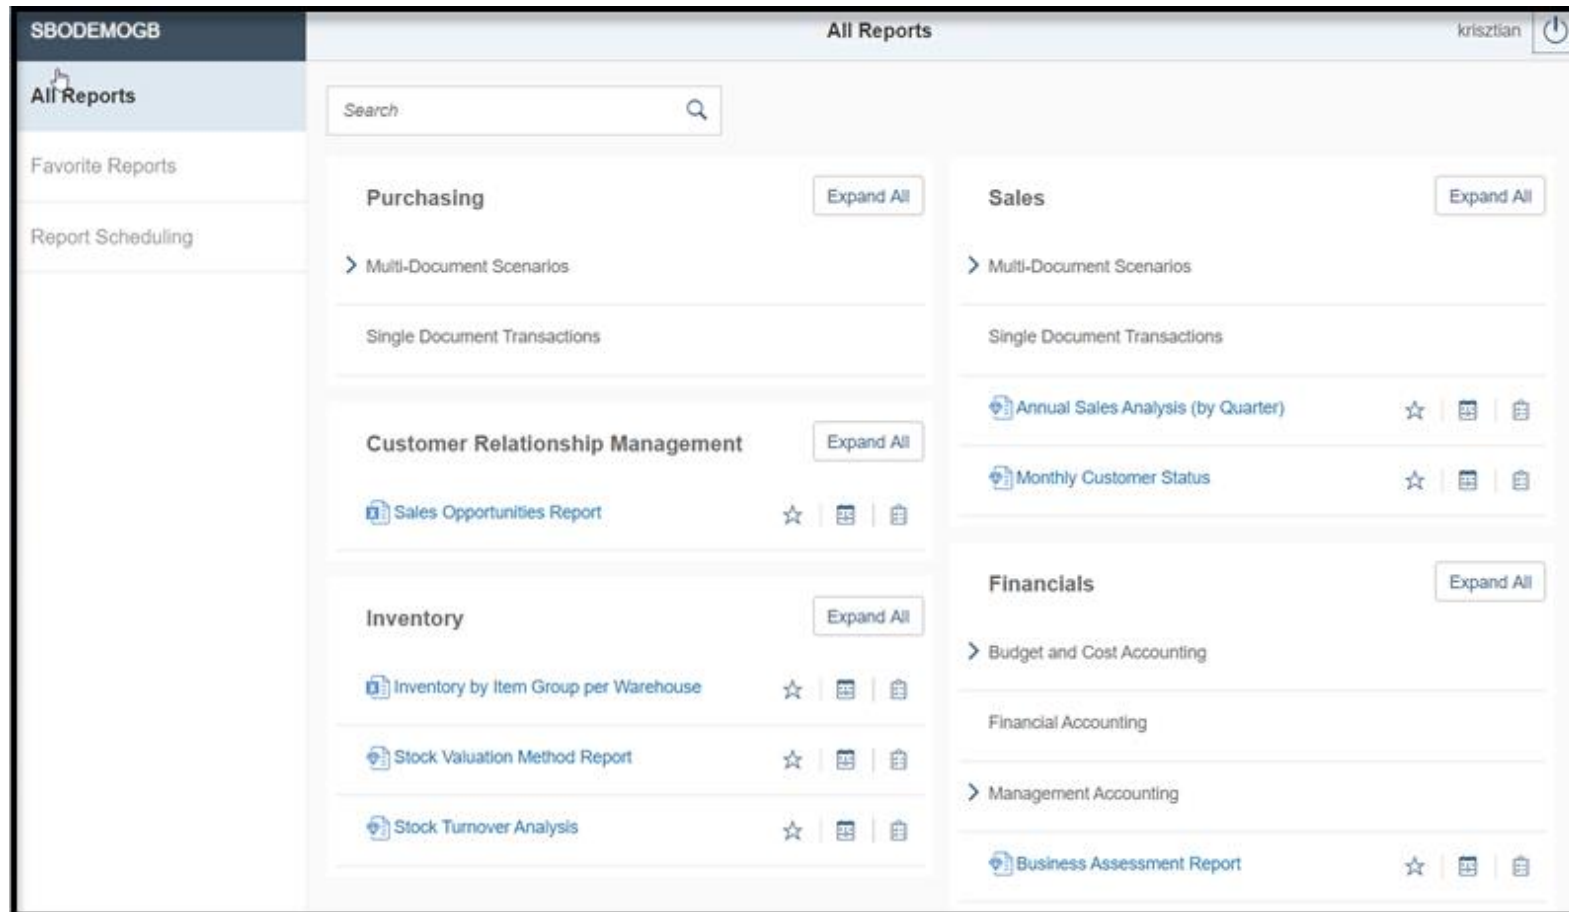 SBODEMOGB
All Reports
krisztian
All Reports
Favorite Reports
Report Scheduling
Search
Purchasing
Expand All
Multi-Document Scenarios
Single Document Transactions
Customer Relationship Management
Expand All
Sales Opportunities Report
Inventory
Expand All
Inventory by Item Group per Warehouse
Stock Valuation Method Report
Stock Turnover Analysis
Sales
Expand All
Multi-Document Scenarios
Single Document Transactions
Annual Sales Analysis (by Quarter)
Monthly Customer Status
Financials
Expand All
Budget and Cost Accounting
Financial Accounting
Management Accounting
Business Assessment Report